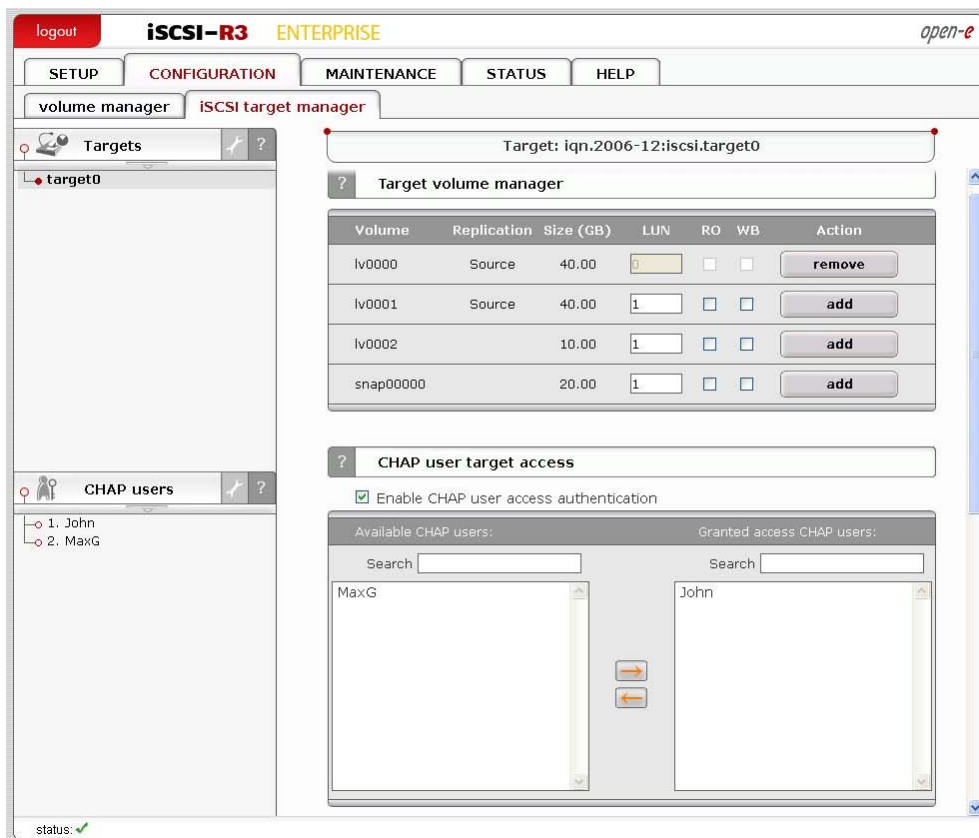 logout iSCSI-R3 ENTERPRISE open-e
SETUP CONFIGURATION MAINTENANCE STATUS HELP
volume manager iSCSI target manager
Targets ?
target0
CHAP users ?
1. John
2. MaxG
Target: iqn.2006-12:iscsi.target0
? Target volume manager
Volume Replication Size (GB) LUN RO WB Action
lv0000 Source 40.00 0 remove
lv0001 Source 40.00 1 add
lv0002 10.00 1 add
snap00000 20.00 1 add
? CHAP user target access
Enable CHAP user access authentication
Available CHAP users: Granted access CHAP users:
Search Search
MaxG John
status: